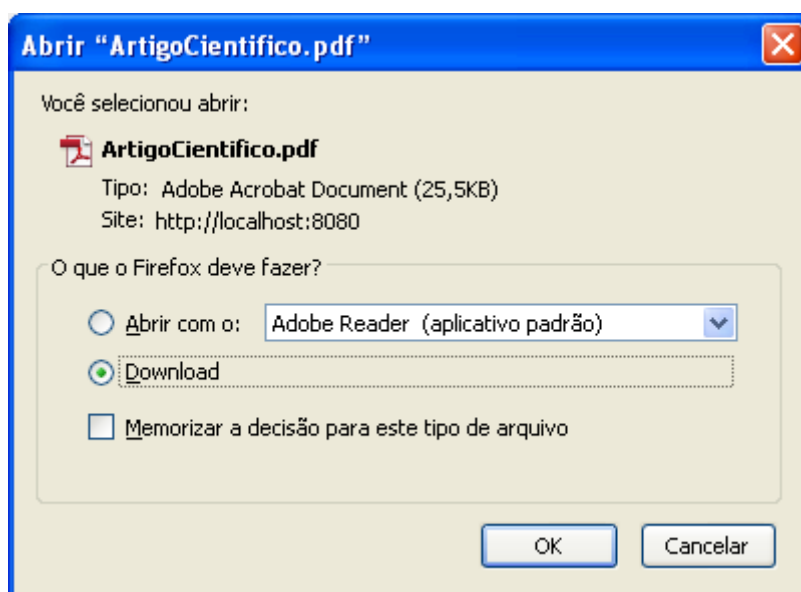 Abrir “ArtigoCientifico.pdf”
Você selecionou abrir:
ArtigoCientifico.pdf
Tipo: Adobe Acrobat Document (25,5KB)
Site: http://localhost:8080
O que o Firefox deve fazer?
Abrir com o: Adobe Reader (aplicativo padrão)
Download
Memorizar a decisão para este tipo de arquivo
OK Cancelar